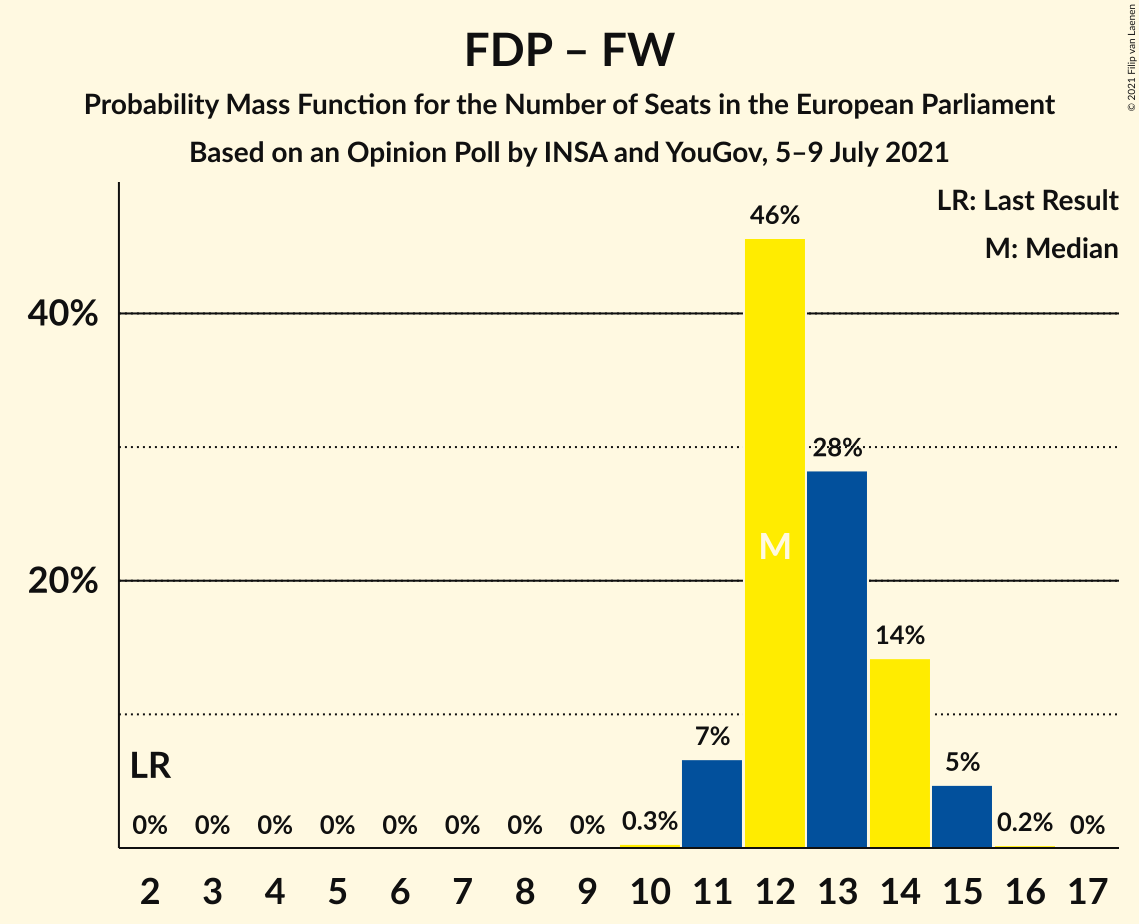 FDP – FW
Probability Mass Function for the Number of Seats in the European Parliament
Based on an Opinion Poll by INSA and YouGov, 5–9 July 2021
© 2021 Filip van Laenen
LR: Last Result
M: Median
46%
40%
28%
M
20%
14%
7%
5%
LR
0% 0% 0% 0% 0% 0% 0% 0% 0.3% 0.2% 0%
2 3 4 5 6 7 8 9 10 11 12 13 14 15 16 17